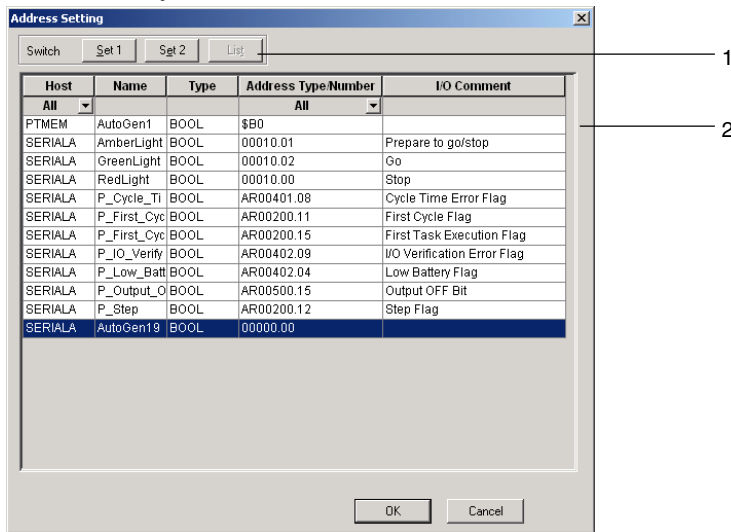 Address Setting
Switch Set 1 Set 2 List
1
Host Name Type Address Type/Number I/O Comment
All All
PTMEM AutoGen1 BOOL $B0
2
SERIALA AmberLight BOOL 00010.01 Prepare to go/stop
SERIALA GreenLight BOOL 00010.02 Go
SERIALA RedLight BOOL 00010.00 Stop
SERIALA P_Cycle_Ti BOOL AR00401.08 Cycle Time Error Flag
SERIALA P_First_Cyc BOOL AR00200.11 First Cycle Flag
SERIALA P_First_Cyc BOOL AR00200.15 First Task Execution Flag
SERIALA P_IO_Verify BOOL AR00402.09 I/O Verification Error Flag
SERIALA P_Low_Batt BOOL AR00402.04 Low Battery Flag
SERIALA P_Output_O BOOL AR00500.15 Output OFF Bit
SERIALA P_Step BOOL AR00200.12 Step Flag
SERIALA AutoGen19 BOOL 00000.00
OK Cancel